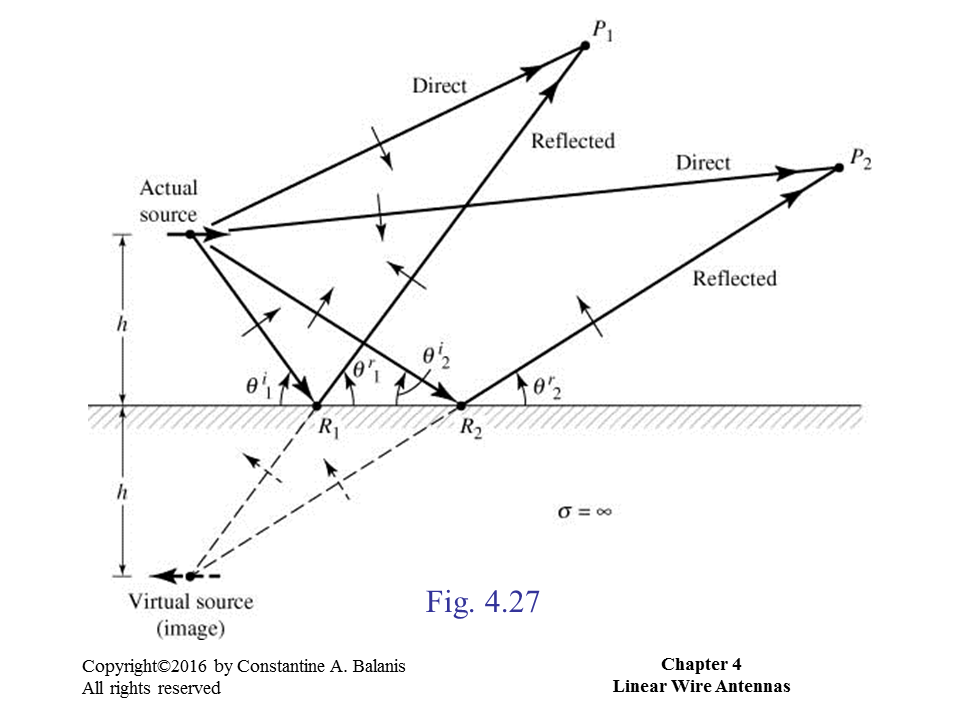 P₁
Direct
Reflected
Direct
P₂
Actual
source
Reflected
h
θⁱ₁
θʳ₁
θⁱ₂
θʳ₂
R₁
R₂
h
σ = ∞
Virtual source
(image)
Fig. 4.27
Copyright©2016 by Constantine A. Balanis
All rights reserved
Chapter 4
Linear Wire Antennas